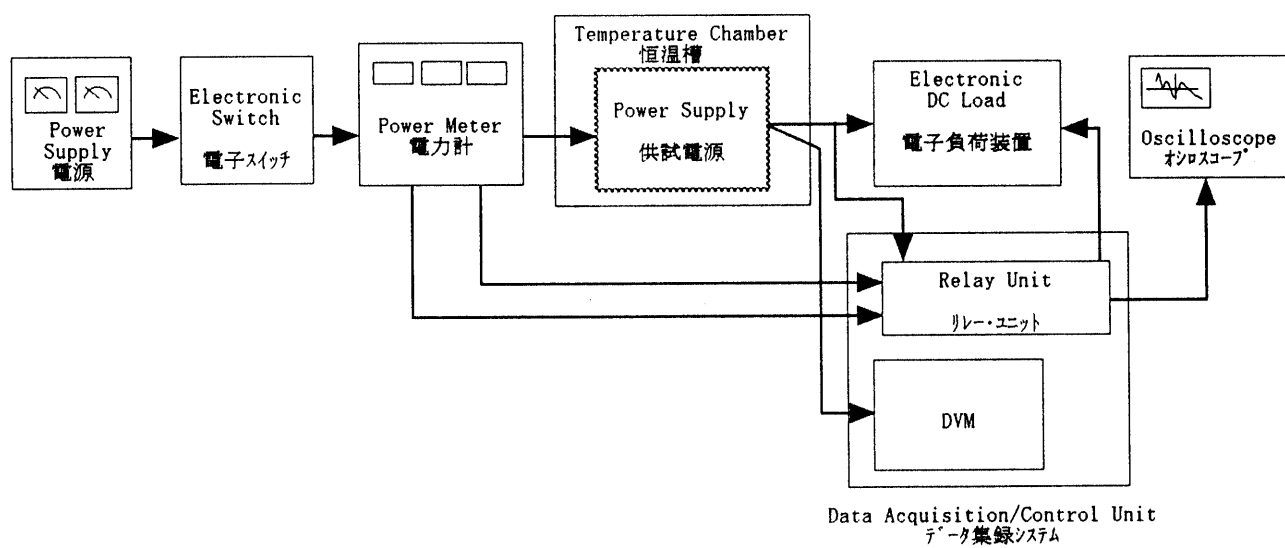 Power
Supply
電源
Electronic
Switch
電子スイッチ
Power Meter
電力計
Temperature Chamber
恒温槽
Power Supply
供試電源
Electronic
DC Load
電子負荷装置
Oscilloscope
オシロスコープ
Relay Unit
リレー・ユニット
DVM
Data Acquisition/Control Unit
データ集録システム